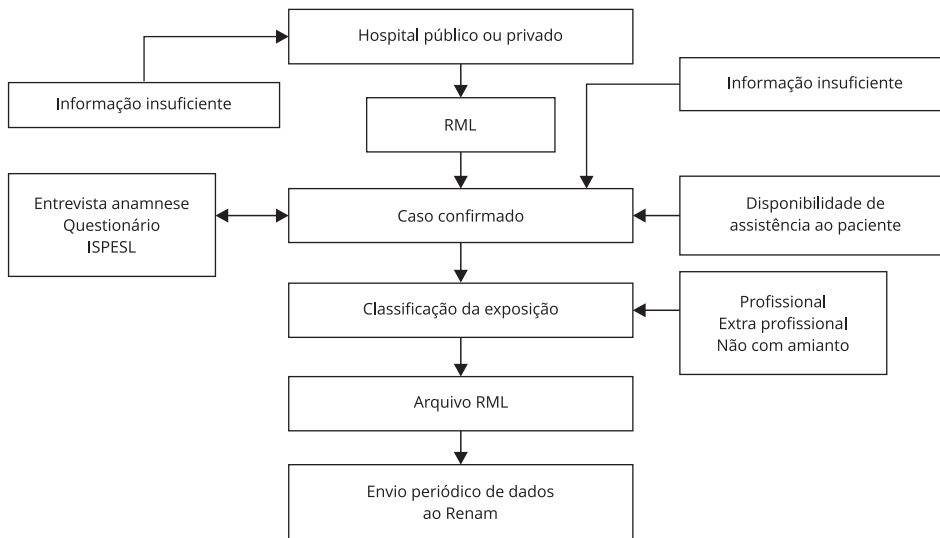 Hospital público ou privado
Informação insuficiente
Informação insuficiente
RML
Entrevista anamnese
Questionário
ISPESL
Caso confirmado
Disponibilidade de
assistência ao paciente
Classificação da exposição
Profissional
Extra profissional
Não com amianto
Arquivo RML
Envio periódico de dados
ao Renam